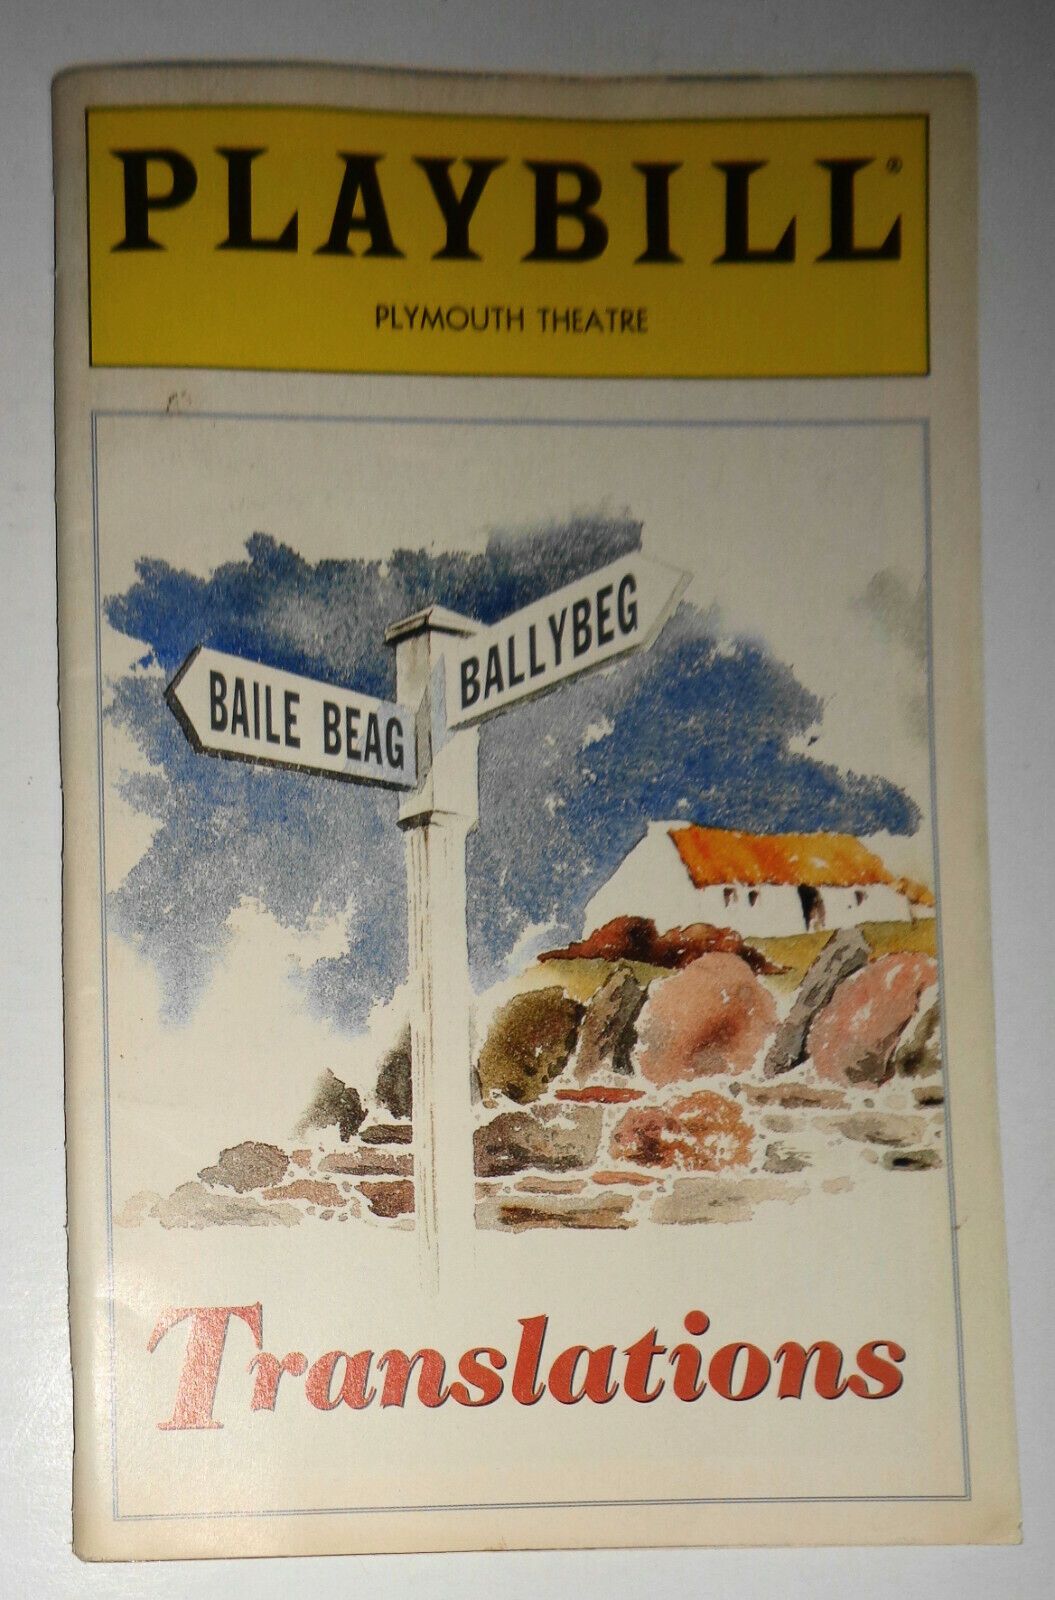 PLAYBILL®
PLYMOUTH THEATRE
BALLYBEG
BAILE BEAG
Translations